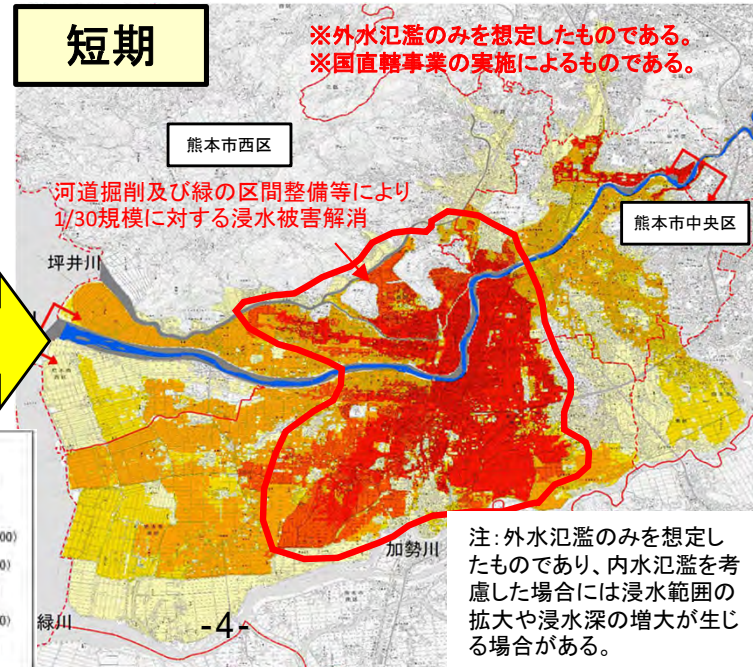 短期
※外水氾濫のみを想定したものである。
※国直轄事業の実施によるものである。
熊本市西区
河道掘削及び緑の区間整備等により
1/30規模に対する浸水被害解消
熊本市中央区
坪井川
加勢川
緑川
-4-
00)
0)
0)
注:外水氾濫のみを想定し
たものであり、内水氾濫を考
慮した場合には浸水範囲の
拡大や浸水深の増大が生じ
る場合がある。